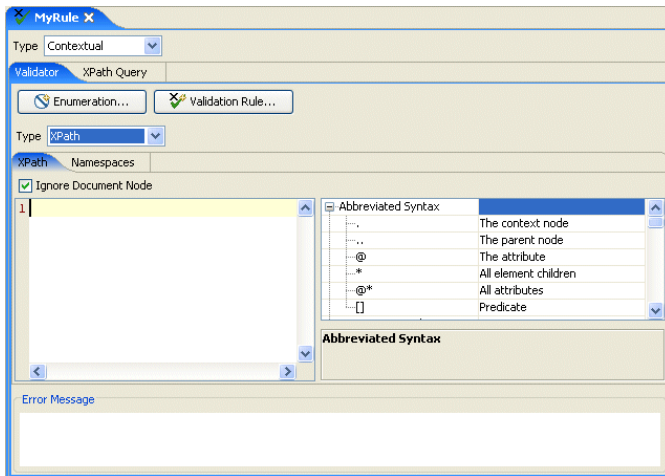 MyRule
Type Contextual
Validator XPath Query
Enumeration... Validation Rule...
Type XPath
XPath Namespaces
Ignore Document Node
1
Abbreviated Syntax
. The context node
.. The parent node
@ The attribute
* All element children
@* All attributes
[] Predicate
Abbreviated Syntax
Error Message